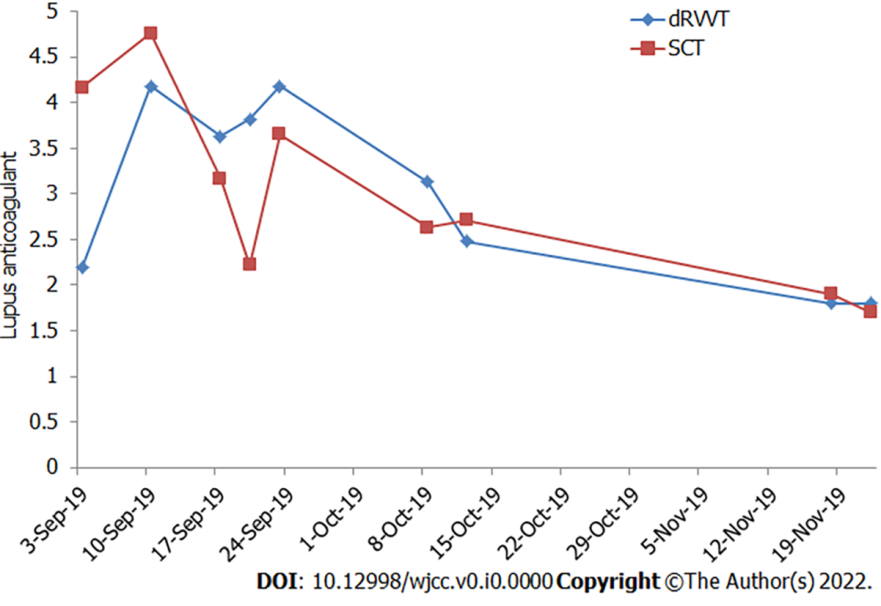 dRVVT
SCT
Lupus anticoagulant
5
4.5
4
3.5
3
2.5
2
1.5
1
0.5
0
3-Sep-19
10-Sep-19
17-Sep-19
24-Sep-19
1-Oct-19
8-Oct-19
15-Oct-19
22-Oct-19
29-Oct-19
5-Nov-19
12-Nov-19
19-Nov-19
DOI: 10.12998/wjcc.v0.i0.0000 Copyright ©The Author(s) 2022.